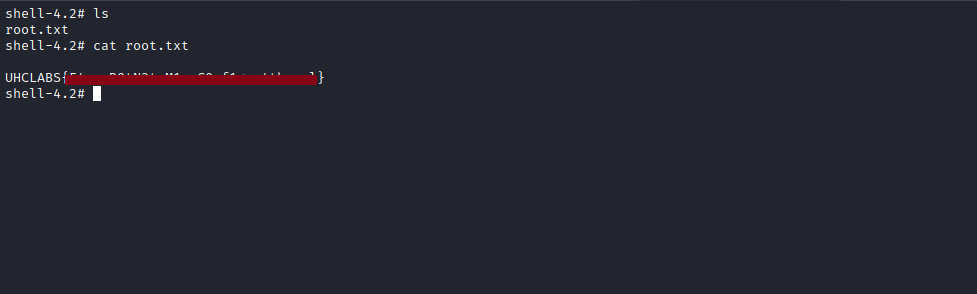 shell-4.2# ls
root.txt
shell-4.2# cat root.txt
UHCLABS{}
shell-4.2#